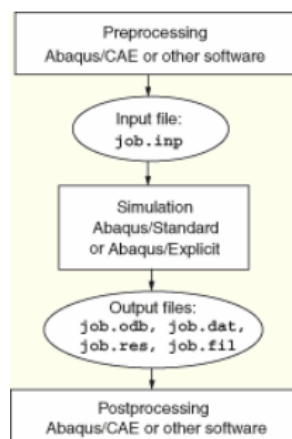 Preprocessing
Abaqus/CAE or other software
Input file:
job.inp
Simulation
Abaqus/Standard
or Abaqus/Explicit
Output files:
job.odb, job.dat,
job.res, job.fil
Postprocessing
Abaqus/CAE or other software